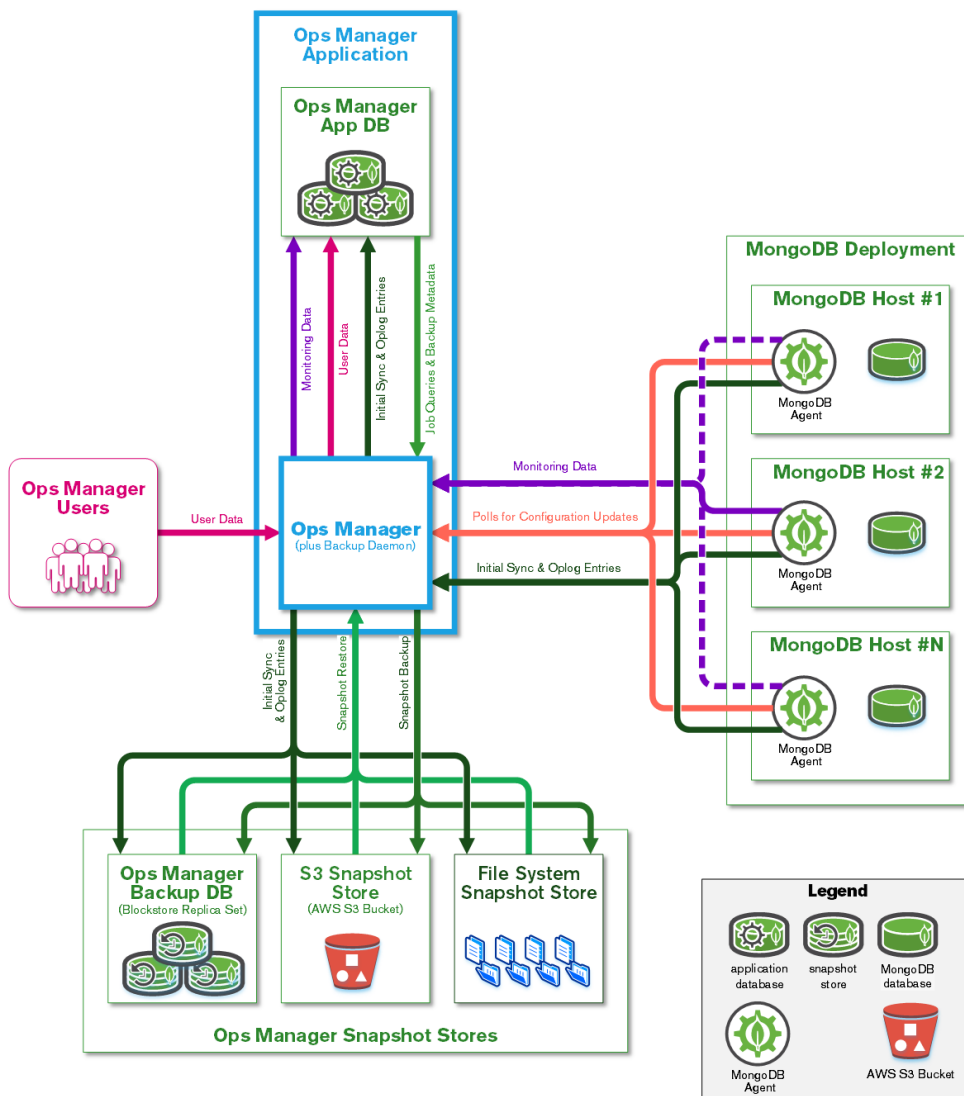 Ops Manager
Application
Ops Manager
App DB
Monitoring Data
User Data
Initial Sync & Oplog Entries
Job Queries & Backup Metadata
MongoDB Deployment
MongoDB Host #1
MongoDB
Agent
MongoDB Host #2
MongoDB
Agent
MongoDB Host #N
MongoDB
Agent
Ops Manager
Users
User Data
Ops Manager
(plus Backup Daemon)
Monitoring Data
Polls for Configuration Updates
Initial Sync & Oplog Entries
Initial Sync
& Oplog Entries
Snapshot Restore
Snapshot Backup
Ops Manager
Backup DB
(Blockstore Replica Set)
S3 Snapshot
Store
(AWS S3 Bucket)
File System
Snapshot Store
Ops Manager Snapshot Stores
Legend
application
database
snapshot
store
MongoDB
database
MongoDB
Agent
AWS S3 Bucket